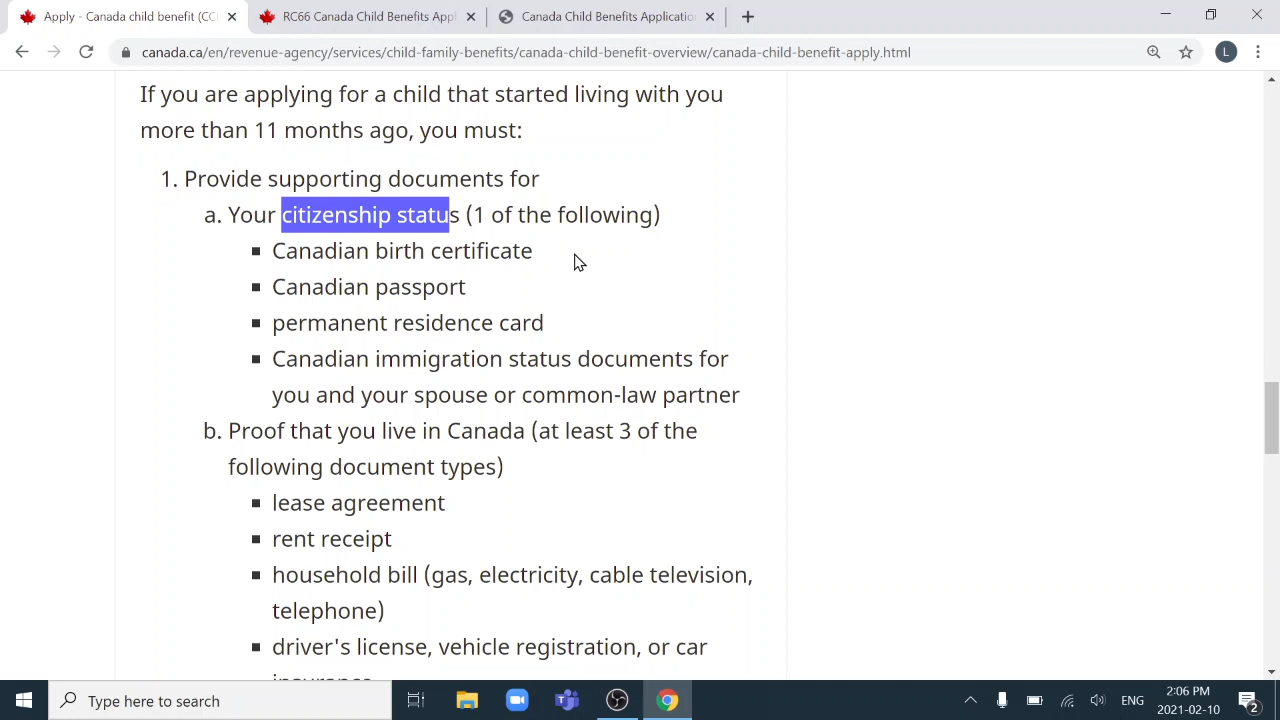 Apply - Canada child benefit (CC
RC66 Canada Child Benefits Appl
Canada Child Benefits Applicatio
canada.ca/en/revenue-agency/services/child-family-benefits/canada-child-benefit-overview/canada-child-benefit-apply.html
L
If you are applying for a child that started living with you
more than 11 months ago, you must:
1. Provide supporting documents for
a. Your citizenship status (1 of the following)
Canadian birth certificate
Canadian passport
permanent residence card
Canadian immigration status documents for
you and your spouse or common-law partner
b. Proof that you live in Canada (at least 3 of the
following document types)
lease agreement
rent receipt
household bill (gas, electricity, cable television,
telephone)
driver's license, vehicle registration, or car
insurance
Type here to search
ENG
2:06 PM
2021-02-10
2